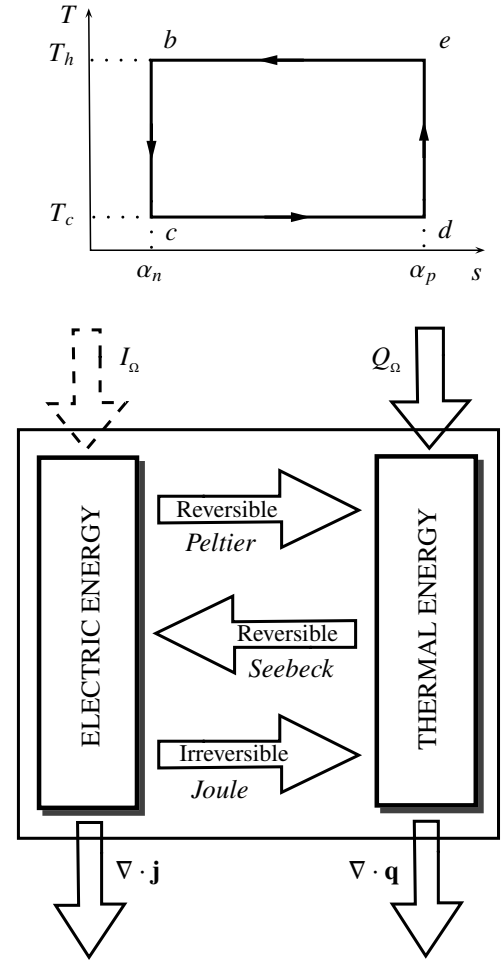 T
b
e
T_h
T_c
c
d
α_n
α_p
s
I_Ω
Q_Ω
ELECTRIC ENERGY
THERMAL ENERGY
Reversible
Peltier
Reversible
Seebeck
Irreversible
Joule
∇ · j
∇ · q